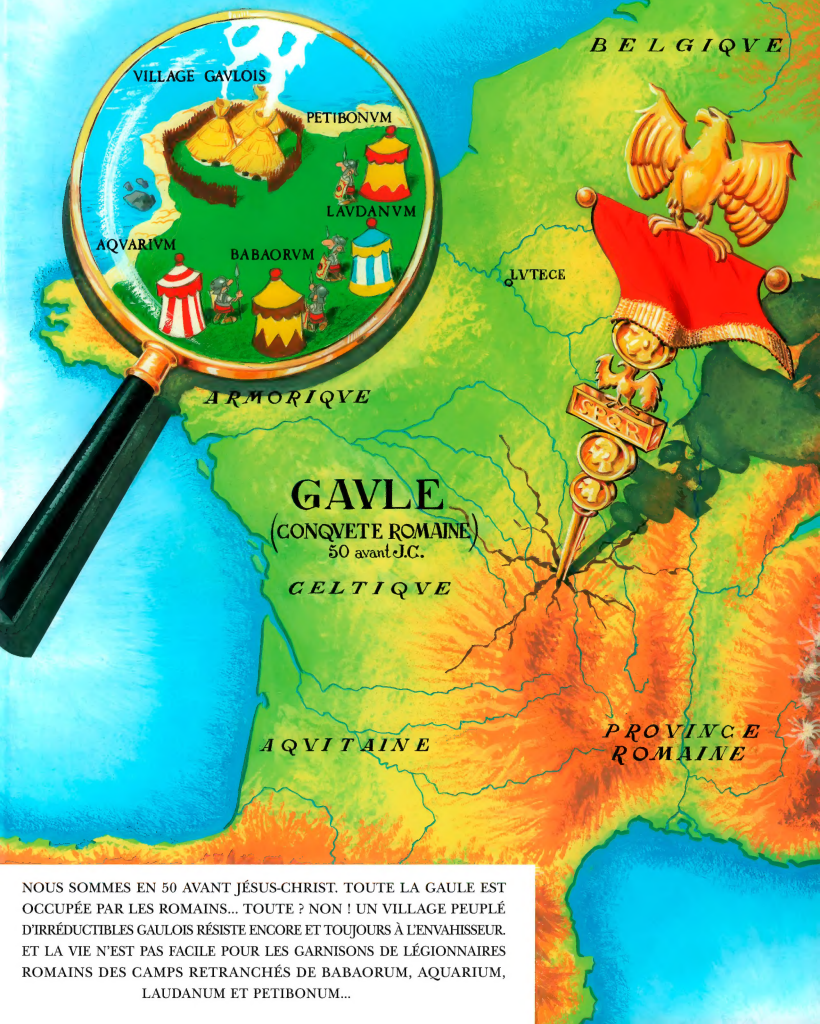 BELGIQVE
VILLAGE GAVLOIS
PETIBONVM
LAVDANVM
AQVARIVM
BABAORVM
LVTECE
ARMORIQVE
SPQR
GAVLE
(CONQVETE ROMAINE)
50 avant J.C.
CELTIQVE
AQVITAINE
PROVINCE
ROMAINE
NOUS SOMMES EN 50 AVANT JÉSUS-CHRIST. TOUTE LA GAULE EST
OCCUPÉE PAR LES ROMAINS... TOUTE ? NON ! UN VILLAGE PEUPLÉ
D'IRRÉDUCTIBLES GAULOIS RÉSISTE ENCORE ET TOUJOURS À L'ENVAHISSEUR.
ET LA VIE N'EST PAS FACILE POUR LES GARNISONS DE LÉGIONNAIRES
ROMAINS DES CAMPS RETRANCHÉS DE BABAORUM, AQUARIUM,
LAUDANUM ET PETIBONUM...